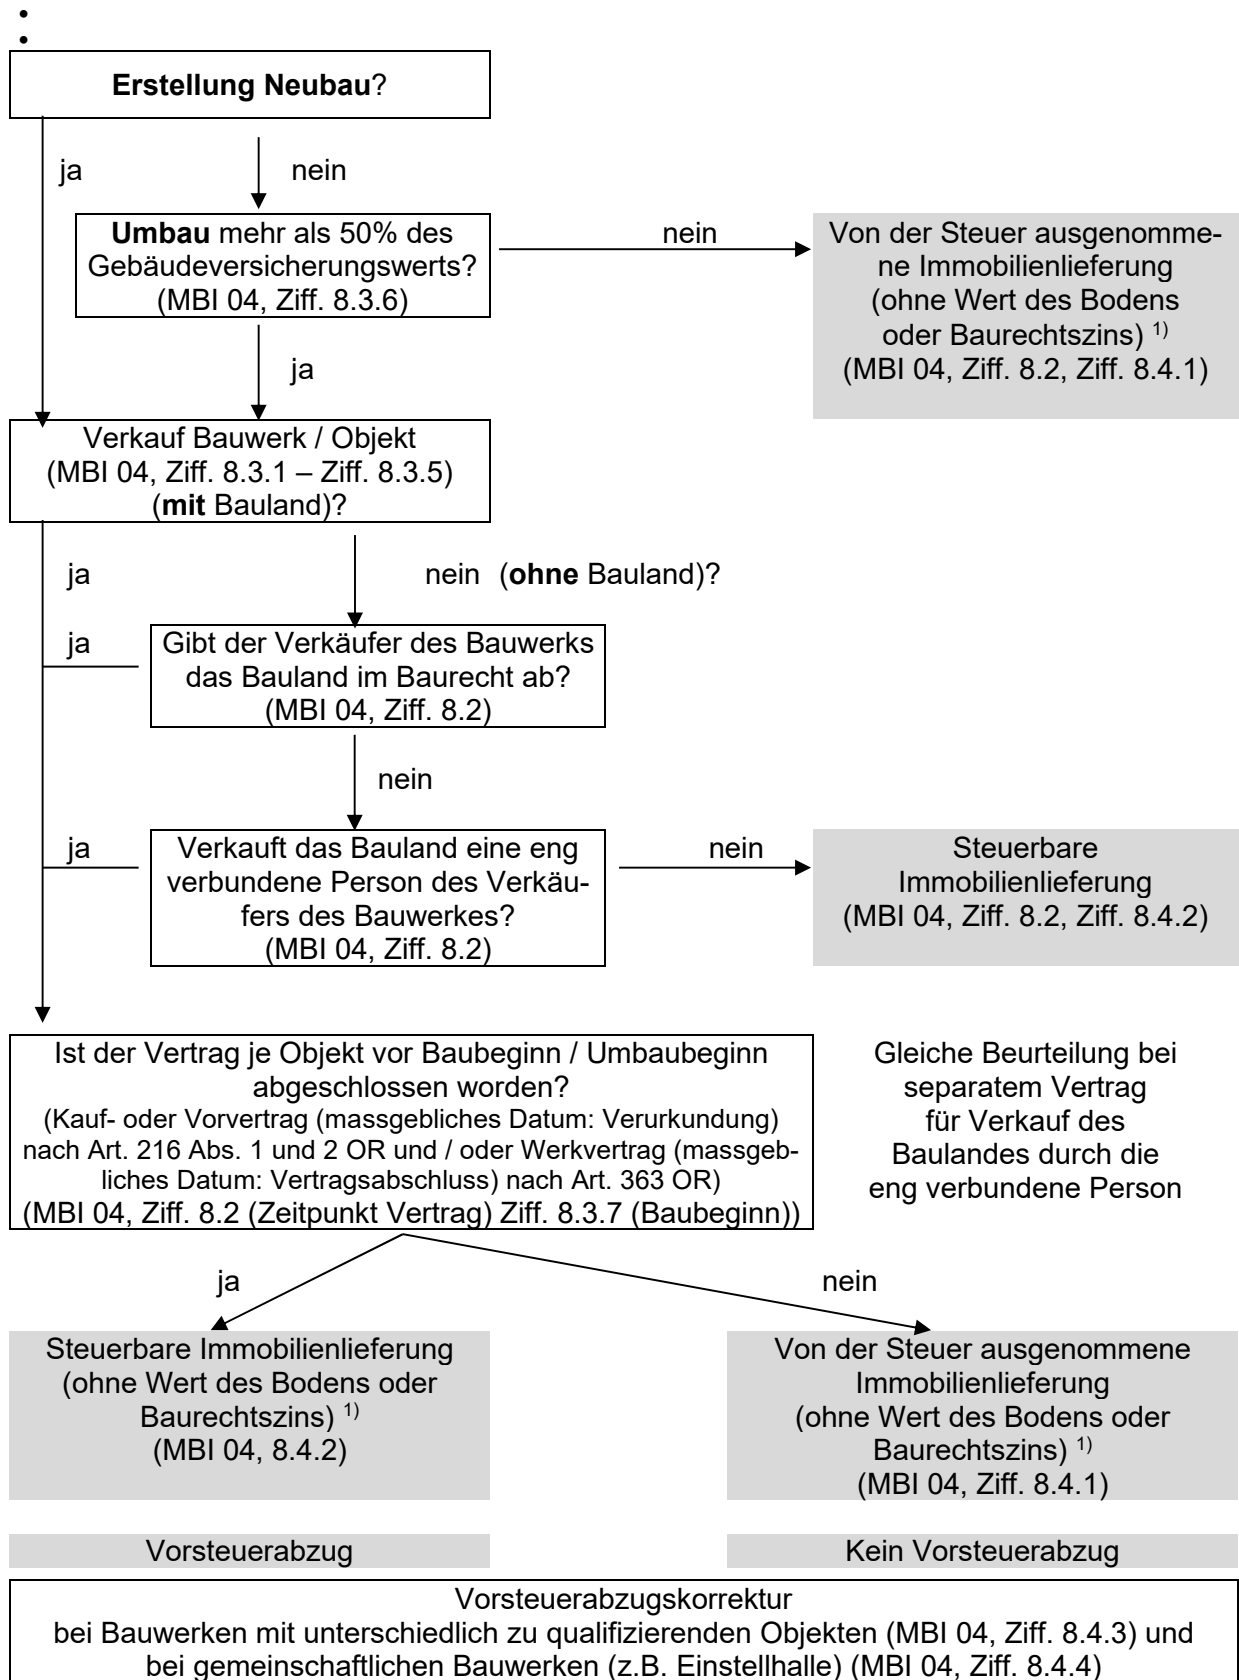 •
•
Erstellung Neubau?
ja
nein
Umbau mehr als 50% des
Gebäudeversicherungswerts?
(MBI 04, Ziff. 8.3.6)
nein
Von der Steuer ausgenomme-
ne Immobilienlieferung
(ohne Wert des Bodens
oder Baurechtszins) 1)
(MBI 04, Ziff. 8.2, Ziff. 8.4.1)
ja
Verkauf Bauwerk / Objekt
(MBI 04, Ziff. 8.3.1 – Ziff. 8.3.5)
(mit Bauland)?
ja
nein (ohne Bauland)?
ja
Gibt der Verkäufer des Bauwerks
das Bauland im Baurecht ab?
(MBI 04, Ziff. 8.2)
nein
ja
Verkauft das Bauland eine eng
verbundene Person des Verkäu-
fers des Bauwerkes?
(MBI 04, Ziff. 8.2)
nein
Steuerbare
Immobilienlieferung
(MBI 04, Ziff. 8.2, Ziff. 8.4.2)
Ist der Vertrag je Objekt vor Baubeginn / Umbaubeginn
abgeschlossen worden?
(Kauf- oder Vorvertrag (massgebliches Datum: Verurkundung)
nach Art. 216 Abs. 1 und 2 OR und / oder Werkvertrag (massgeb-
liches Datum: Vertragsabschluss) nach Art. 363 OR)
(MBI 04, Ziff. 8.2 (Zeitpunkt Vertrag) Ziff. 8.3.7 (Baubeginn))
Gleiche Beurteilung bei
separatem Vertrag
für Verkauf des
Baulandes durch die
eng verbundene Person
ja
nein
Steuerbare Immobilienlieferung
(ohne Wert des Bodens oder
Baurechtszins) 1)
(MBI 04, 8.4.2)
Von der Steuer ausgenommene
Immobilienlieferung
(ohne Wert des Bodens oder
Baurechtszins) 1)
(MBI 04, Ziff. 8.4.1)
Vorsteuerabzug
Kein Vorsteuerabzug
Vorsteuerabzugskorrektur
bei Bauwerken mit unterschiedlich zu qualifizierenden Objekten (MBI 04, Ziff. 8.4.3) und
bei gemeinschaftlichen Bauwerken (z.B. Einstellhalle) (MBI 04, Ziff. 8.4.4)